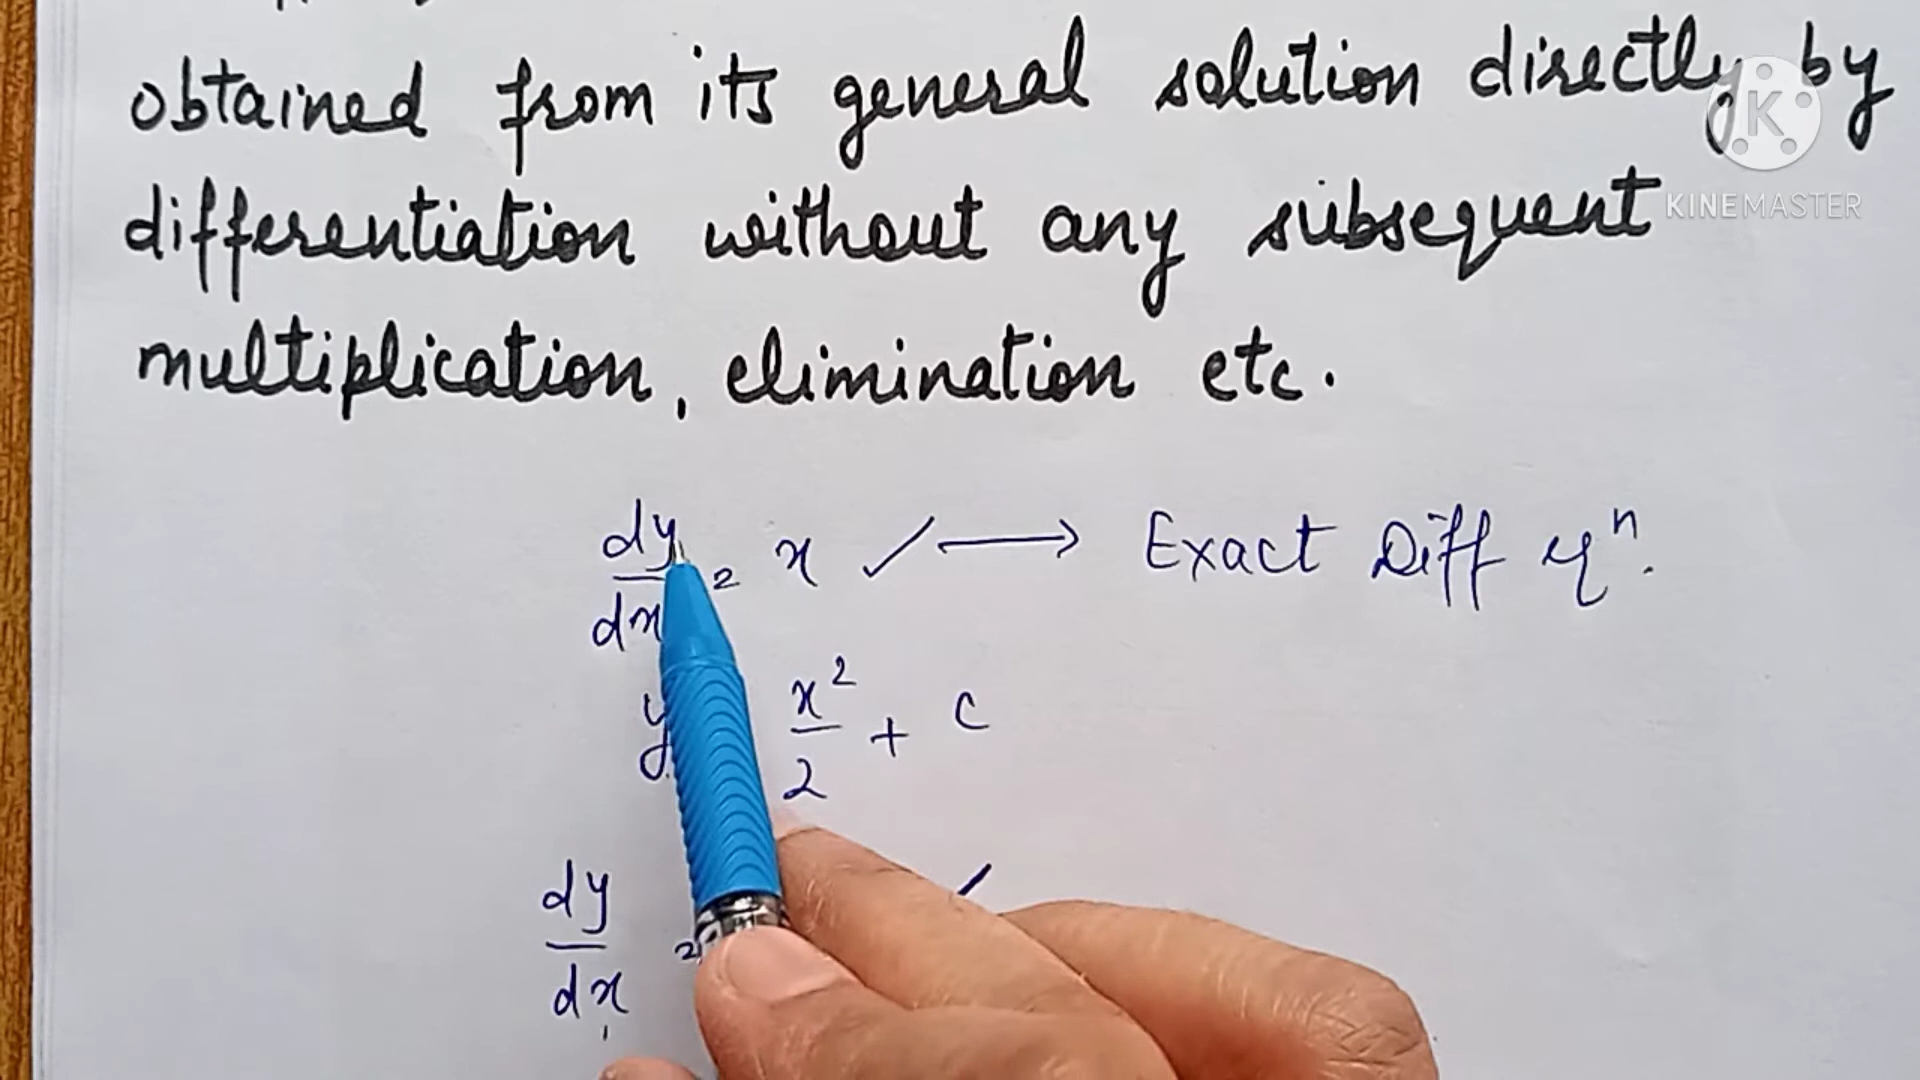 obtained from its general solution directly by
differentiation without any subsequent
KINEMASTER
multiplication, elimination etc.
dy/dx = x ✓ → Exact Diff eqⁿ.
y x²/2 + c
dy/dx = ✓